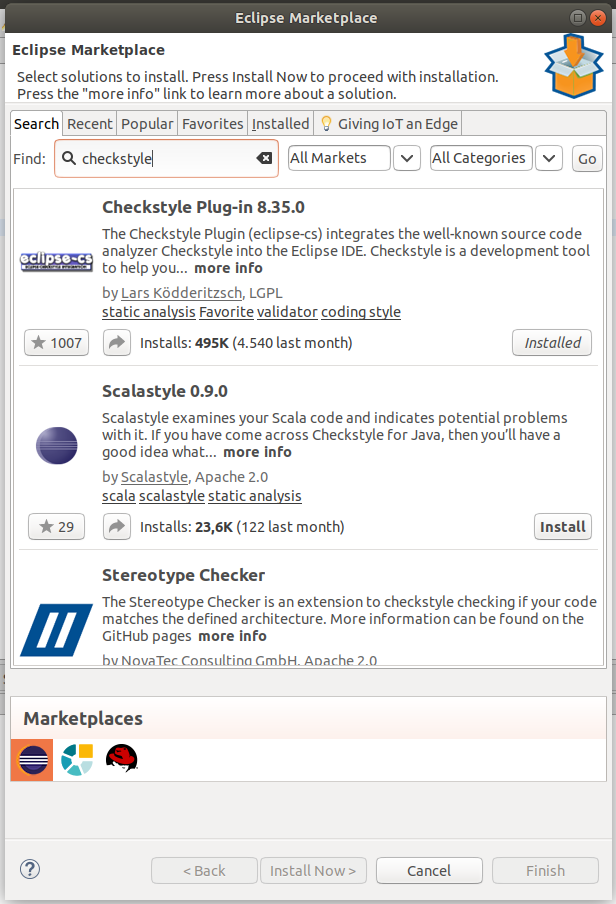 Eclipse Marketplace
Eclipse Marketplace
Select solutions to install. Press Install Now to proceed with installation.
Press the "more info" link to learn more about a solution.
Search Recent Popular Favorites Installed Giving IoT an Edge
Find: checkstyle All Markets All Categories Go
Checkstyle Plug-in 8.35.0
eclipse-cs
The Checkstyle Plugin (eclipse-cs) integrates the well-known source code
analyzer Checkstyle into the Eclipse IDE. Checkstyle is a development tool
to help you... more info
by Lars Ködderitzsch, LGPL
static analysis Favorite validator coding style
1007 Installs: 495K (4.540 last month) Installed
Scalastyle 0.9.0
Scalastyle examines your Scala code and indicates potential problems
with it. If you have come across Checkstyle for Java, then you’ll have a
good idea what... more info
by Scalastyle, Apache 2.0
scala scalastyle static analysis
29 Installs: 23,6K (122 last month) Install
Stereotype Checker
The Stereotype Checker is an extension to checkstyle checking if your code
matches the defined architecture. More information can be found on the
GitHub pages more info
by NovaTec Consulting GmbH, Apache 2.0
Marketplaces
? < Back Install Now > Cancel Finish